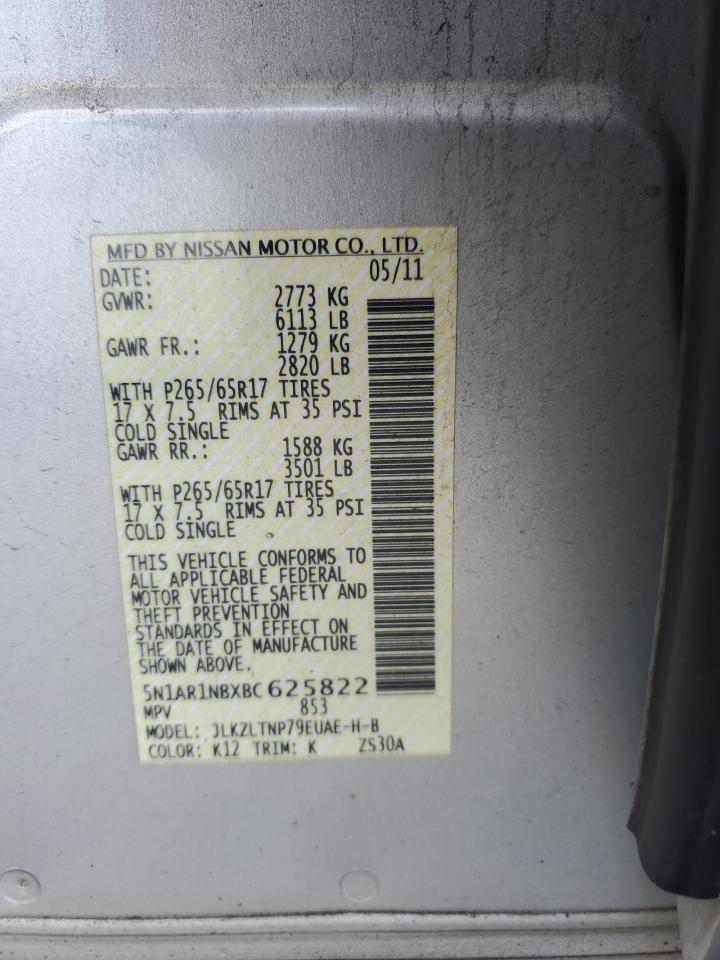 MFD BY NISSAN MOTOR CO., LTD.
DATE: 05/11
GVWR: 2773 KG
6113 LB
GAWR FR.: 1279 KG
2820 LB
WITH P265/65R17 TIRES
17 X 7.5 RIMS AT 35 PSI
COLD SINGLE
GAWR RR.: 1588 KG
3501 LB
WITH P265/65R17 TIRES
17 X 7.5 RIMS AT 35 PSI
COLD SINGLE
THIS VEHICLE CONFORMS TO
ALL APPLICABLE FEDERAL
MOTOR VEHICLE SAFETY AND
THEFT PREVENTION
STANDARDS IN EFFECT ON
THE DATE OF MANUFACTURE
SHOWN ABOVE.
5N1AR1NBXBC 625822
MPV 853
MODEL: JLKZLTNP79EUAE-H-B
COLOR: K12 TRIM: K ZS30A